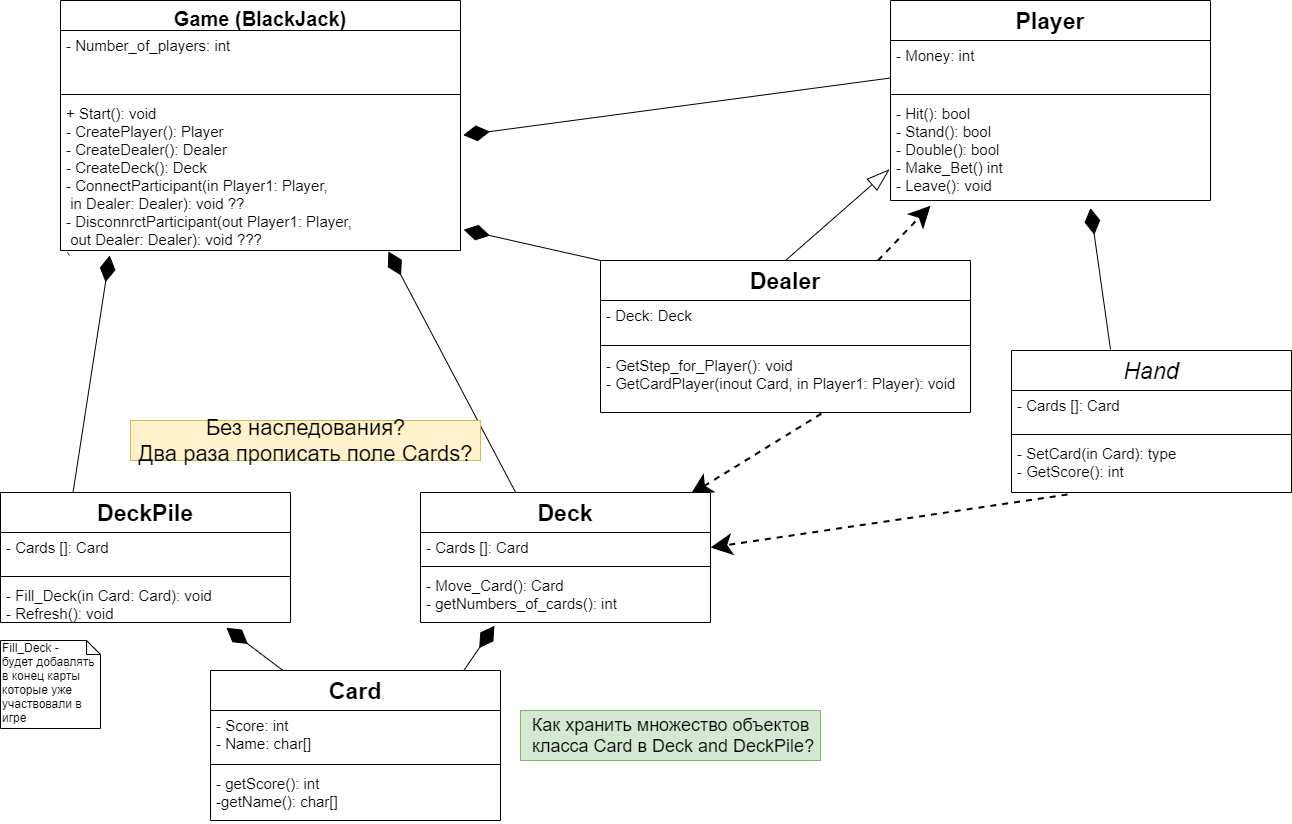 Game (BlackJack)
- Number_of_players: int
+ Start(): void
- CreatePlayer(): Player
- CreateDealer(): Dealer
- CreateDeck(): Deck
- ConnectParticipant(in Player1: Player,
in Dealer: Dealer): void ??
- DisconnrctParticipant(out Player1: Player,
out Dealer: Dealer): void ???
Player
- Money: int
- Hit(): bool
- Stand(): bool
- Double(): bool
- Make_Bet() int
- Leave(): void
Dealer
- Deck: Deck
- GetStep_for_Player(): void
- GetCardPlayer(inout Card, in Player1: Player): void
Hand
- Cards []: Card
- SetCard(in Card): type
- GetScore(): int
Без наследования?
Два раза прописать поле Cards?
DeckPile
- Cards []: Card
- Fill_Deck(in Card: Card): void
- Refresh(): void
Deck
- Cards []: Card
- Move_Card(): Card
- getNumbers_of_cards(): int
Fill_Deck -
будет добавлять
в конец карты
которые уже
участвовали в
игре
Card
- Score: int
- Name: char[]
- getScore(): int
-getName(): char[]
Как хранить множество объектов
класса Card в Deck and DeckPile?